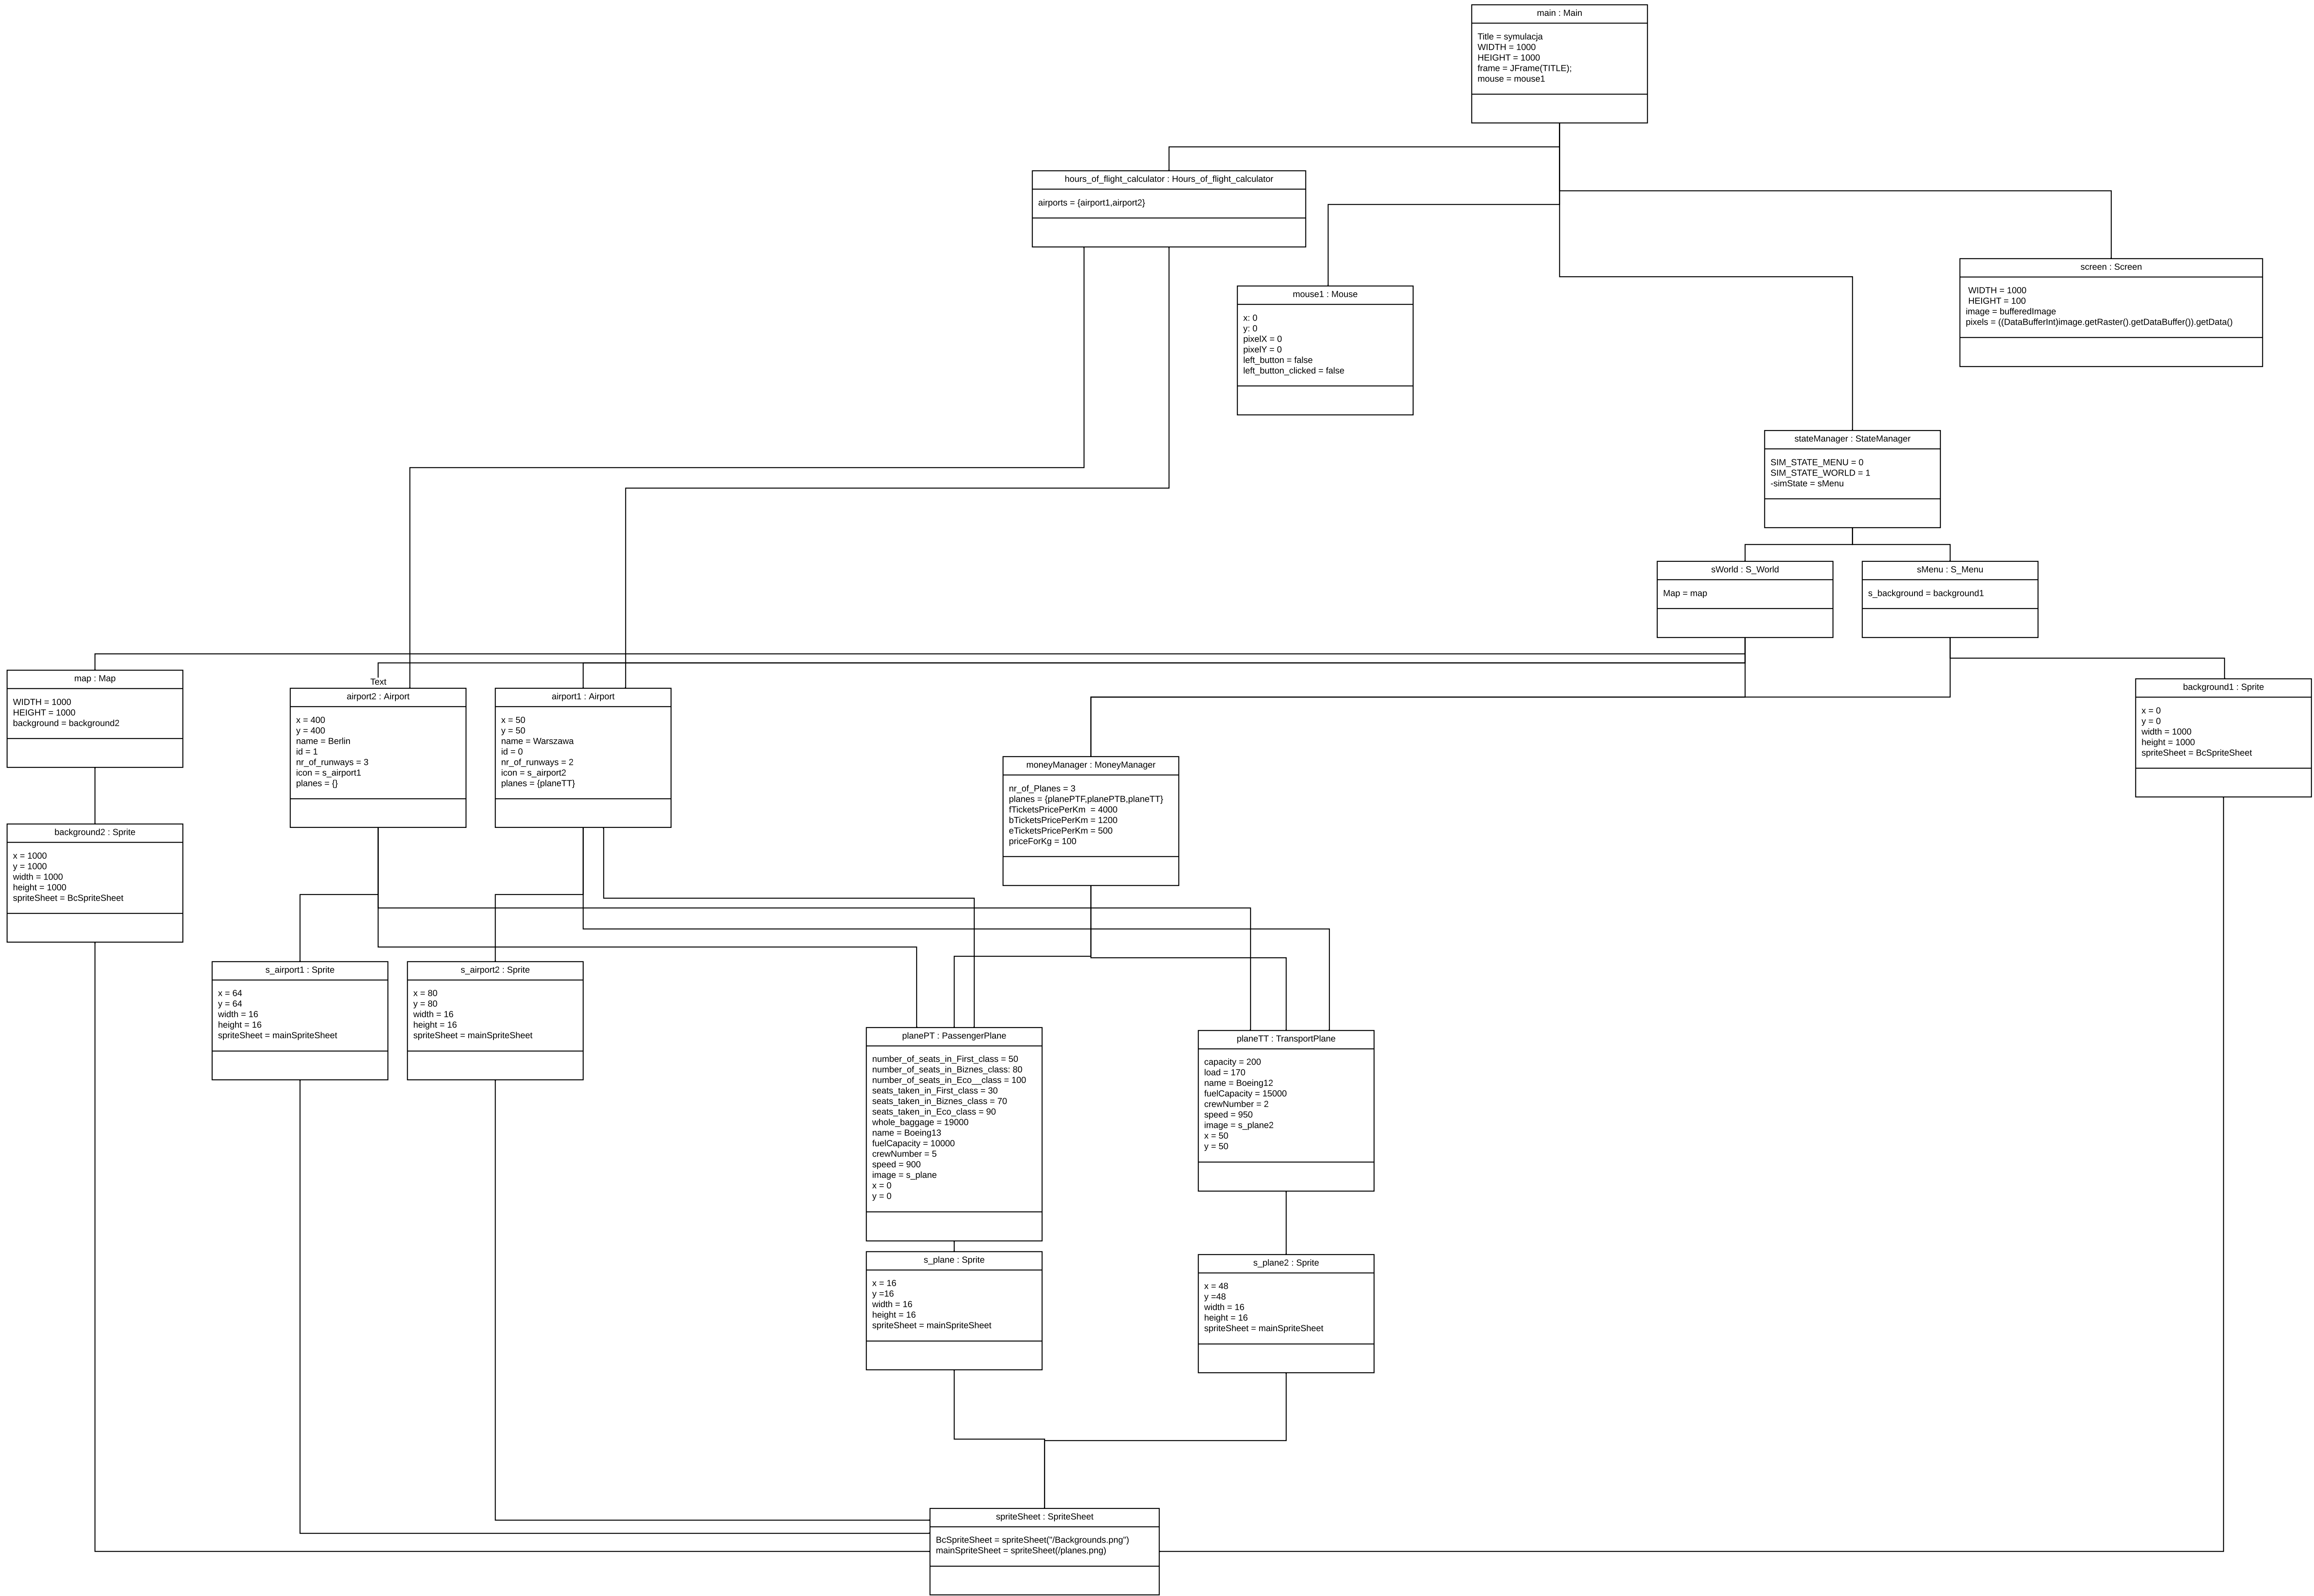 main : Main
Title = symulacja
WIDTH = 1000
HEIGHT = 1000
frame = JFrame(TITLE);
mouse = mouse1
hours_of_flight_calculator : Hours_of_flight_calculator
airports = {airport1,airport2}
mouse1 : Mouse
x: 0
y: 0
pixelX = 0
pixelY = 0
left_button = false
left_button_clicked = false
screen : Screen
WIDTH = 1000
HEIGHT = 100
image = bufferedImage
pixels = ((DataBufferInt)image.getRaster().getDataBuffer()).getData()
stateManager : StateManager
SIM_STATE_MENU = 0
SIM_STATE_WORLD = 1
-simState = sMenu
sWorld : S_World
Map = map
sMenu : S_Menu
s_background = background1
map : Map
WIDTH = 1000
HEIGHT = 1000
background = background2
Text
airport2 : Airport
x = 400
y = 400
name = Berlin
id = 1
nr_of_runways = 3
icon = s_airport1
planes = {}
airport1 : Airport
x = 50
y = 50
name = Warszawa
id = 0
nr_of_runways = 2
icon = s_airport2
planes = {planeTT}
background1 : Sprite
x = 0
y = 0
width = 1000
height = 1000
spriteSheet = BcSpriteSheet
moneyManager : MoneyManager
nr_of_Planes = 3
planes = {planePTF,planePTB,planeTT}
fTicketsPricePerKm  = 4000
bTicketsPricePerKm = 1200
eTicketsPricePerKm = 500
priceForKg = 100
background2 : Sprite
x = 1000
y = 1000
width = 1000
height = 1000
spriteSheet = BcSpriteSheet
s_airport1 : Sprite
x = 64
y = 64
width = 16
height = 16
spriteSheet = mainSpriteSheet
s_airport2 : Sprite
x = 80
y = 80
width = 16
height = 16
spriteSheet = mainSpriteSheet
planePT : PassengerPlane
number_of_seats_in_First_class = 50
number_of_seats_in_Biznes_class: 80
number_of_seats_in_Eco__class = 100
seats_taken_in_First_class = 30
seats_taken_in_Biznes_class = 70
seats_taken_in_Eco_class = 90
whole_baggage = 19000
name = Boeing13
fuelCapacity = 10000
crewNumber = 5
speed = 900
image = s_plane
x = 0
y = 0
planeTT : TransportPlane
capacity = 200
load = 170
name = Boeing12
fuelCapacity = 15000
crewNumber = 2
speed = 950
image = s_plane2
x = 50
y = 50
s_plane : Sprite
x = 16
y =16
width = 16
height = 16
spriteSheet = mainSpriteSheet
s_plane2 : Sprite
x = 48
y =48
width = 16
height = 16
spriteSheet = mainSpriteSheet
spriteSheet : SpriteSheet
BcSpriteSheet = spriteSheet("/Backgrounds.png")
mainSpriteSheet = spriteSheet(/planes.png)